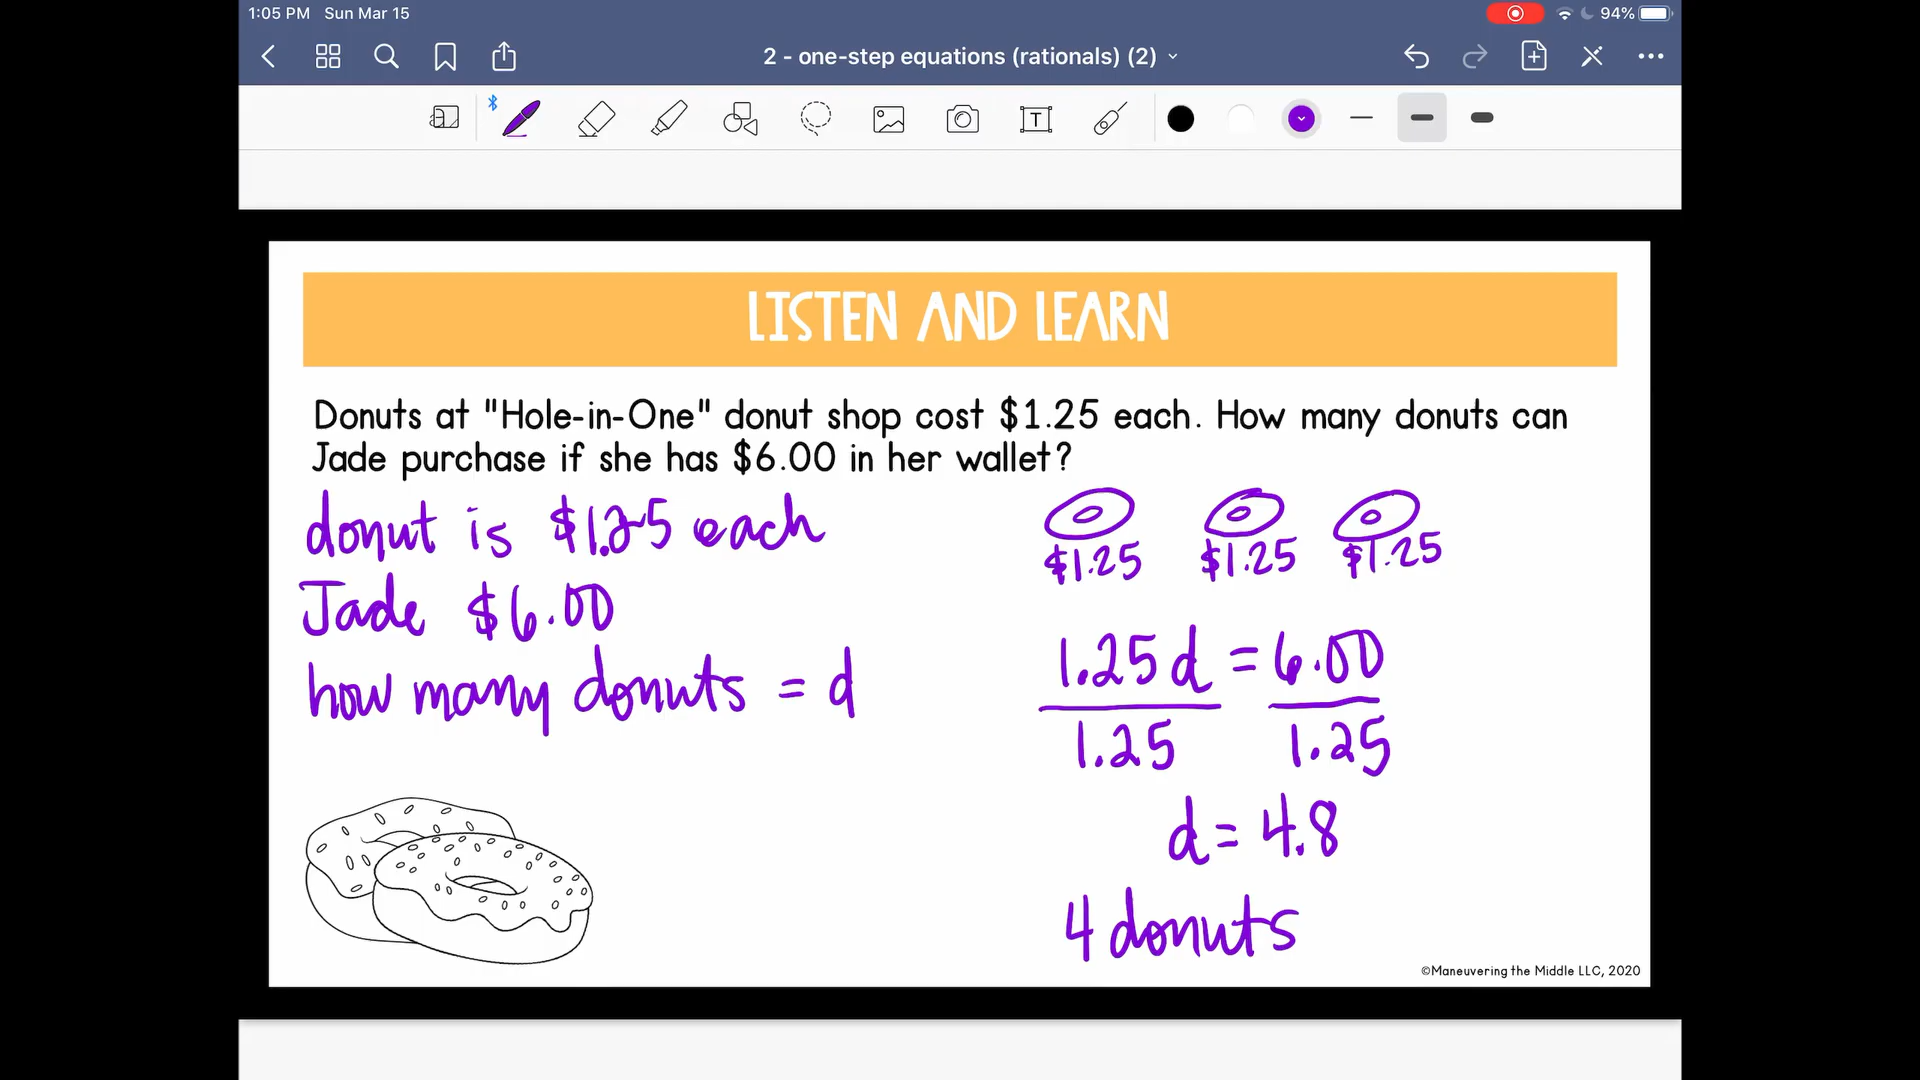 1:05 PM Sun Mar 15
94%
2 - one-step equations (rationals) (2)
LISTEN AND LEARN
Donuts at "Hole-in-One" donut shop cost $1.25 each. How many donuts can
Jade purchase if she has $6.00 in her wallet?
donut is $1.25 each
Jade $6.00
how many donuts = d
$1.25 $1.25 $1.25
1.25d = 6.00
1.25 1.25
d = 4.8
4 donuts
©Maneuvering the Middle LLC, 2020